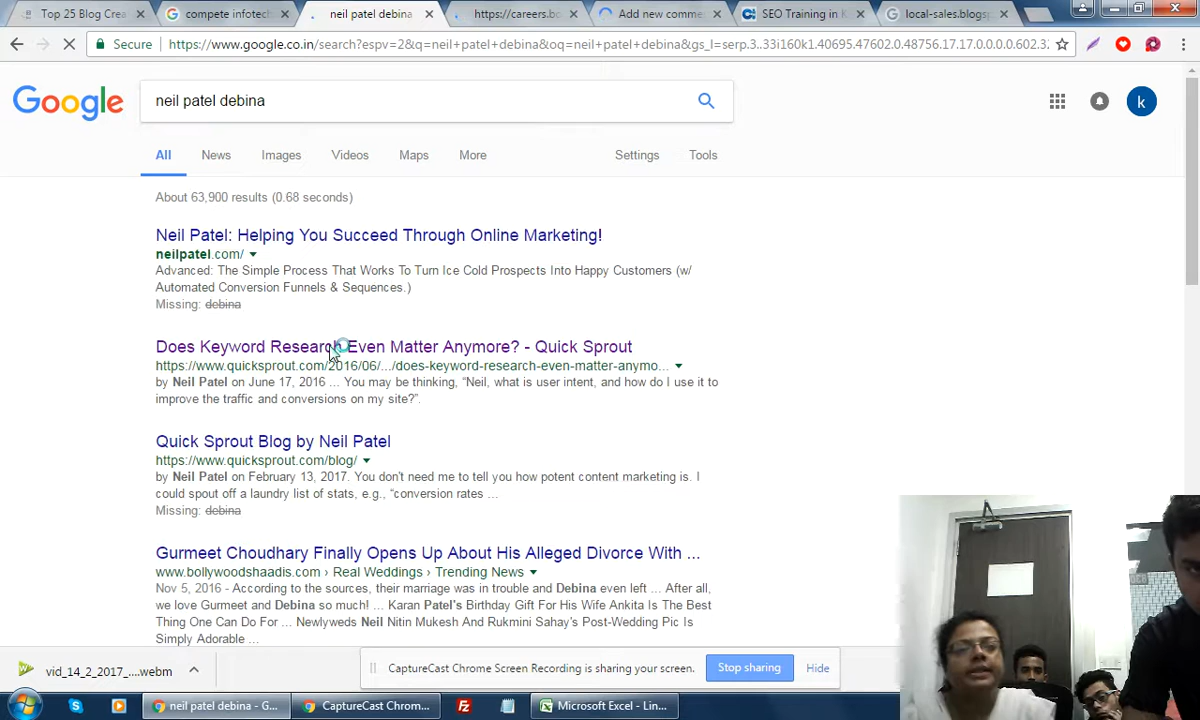 Top 25 Blog Crea
compete infotech
neil patel debina
https://careers.bo
Add new comme
SEO Training in K
local-sales.blogsp
Secure
https://www.google.co.in/search?espv=2&q=neil+patel+debina&oq=neil+patel+debina&gs_l=serp.3..33i160k1.40695.47602.0.48756.17.17.0.0.0.0.602.32
Google
neil patel debina
k
All
News
Images
Videos
Maps
More
Settings
Tools
About 63,900 results (0.68 seconds)
Neil Patel: Helping You Succeed Through Online Marketing!
neilpatel.com/
Advanced: The Simple Process That Works To Turn Ice Cold Prospects Into Happy Customers (w/
Automated Conversion Funnels & Sequences.)
Missing: debina
Does Keyword Research Even Matter Anymore? - Quick Sprout
https://www.quicksprout.com/2016/06/.../does-keyword-research-even-matter-anymo...
by Neil Patel on June 17, 2016 ... You may be thinking, “Neil, what is user intent, and how do I use it to
improve the traffic and conversions on my site?”.
Quick Sprout Blog by Neil Patel
https://www.quicksprout.com/blog/
by Neil Patel on February 13, 2017. You don't need me to tell you how potent content marketing is. I
could spout off a laundry list of stats, e.g., “conversion rates ...
Missing: debina
Gurmeet Choudhary Finally Opens Up About His Alleged Divorce With ...
www.bollywoodshaadis.com › Real Weddings › Trending News
Nov 5, 2016 - According to the sources, their marriage was in trouble and Debina even left ... After all,
we love Gurmeet and Debina so much! ... Karan Patel's Birthday Gift For His Wife Ankita Is The Best
Thing One Can Do For ... Newlyweds Neil Nitin Mukesh And Rukmini Sahay's Post-Wedding Pic Is
Simply Adorable ...
vid_14_2_2017_....webm
CaptureCast Chrome Screen Recording is sharing your screen.
Stop sharing
Hide
neil patel debina - G...
CaptureCast Chrom...
Microsoft Excel - Lin...